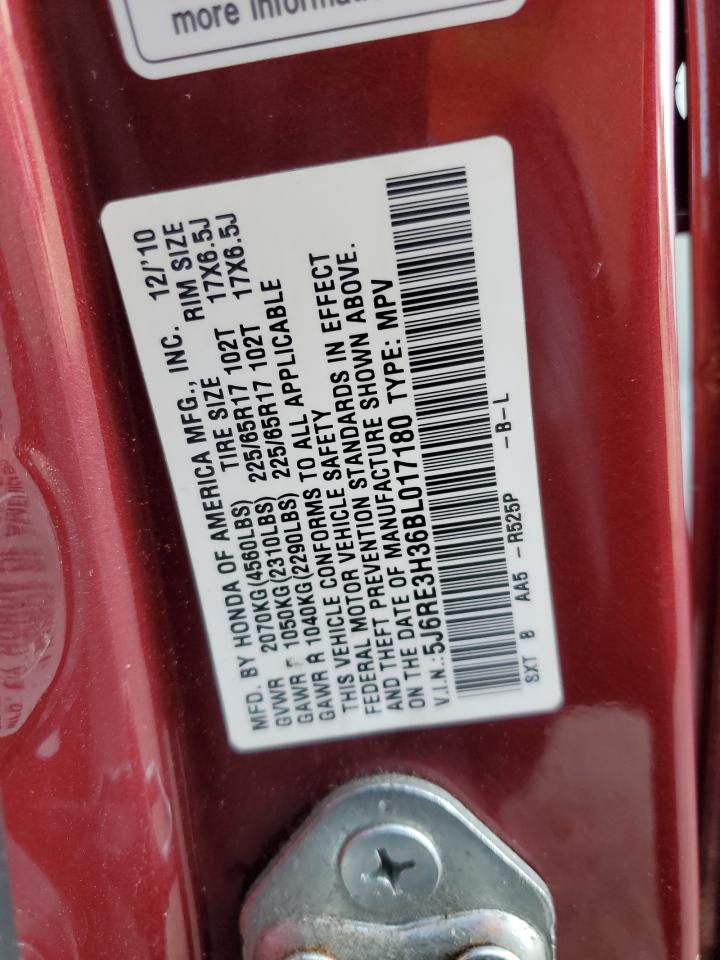 more informat
MFD. BY HONDA OF AMERICA MFG., INC. 12/'10
GVWR 2070KG(4560LBS) TIRE SIZE RIM SIZE
GAWR 1050KG(2310LBS) 225/65R17 102T 17X6.5J
GAWR R 1040KG(2290LBS) 225/65R17 102T 17X6.5J
THIS VEHICLE CONFORMS TO ALL APPLICABLE
FEDERAL MOTOR VEHICLE SAFETY
AND THEFT PREVENTION STANDARDS IN EFFECT
ON THE DATE OF MANUFACTURE SHOWN ABOVE.
V.I.N.:5J6RE3H36BL017180 TYPE: MPV
SXT B AA5 -R525P -B-L